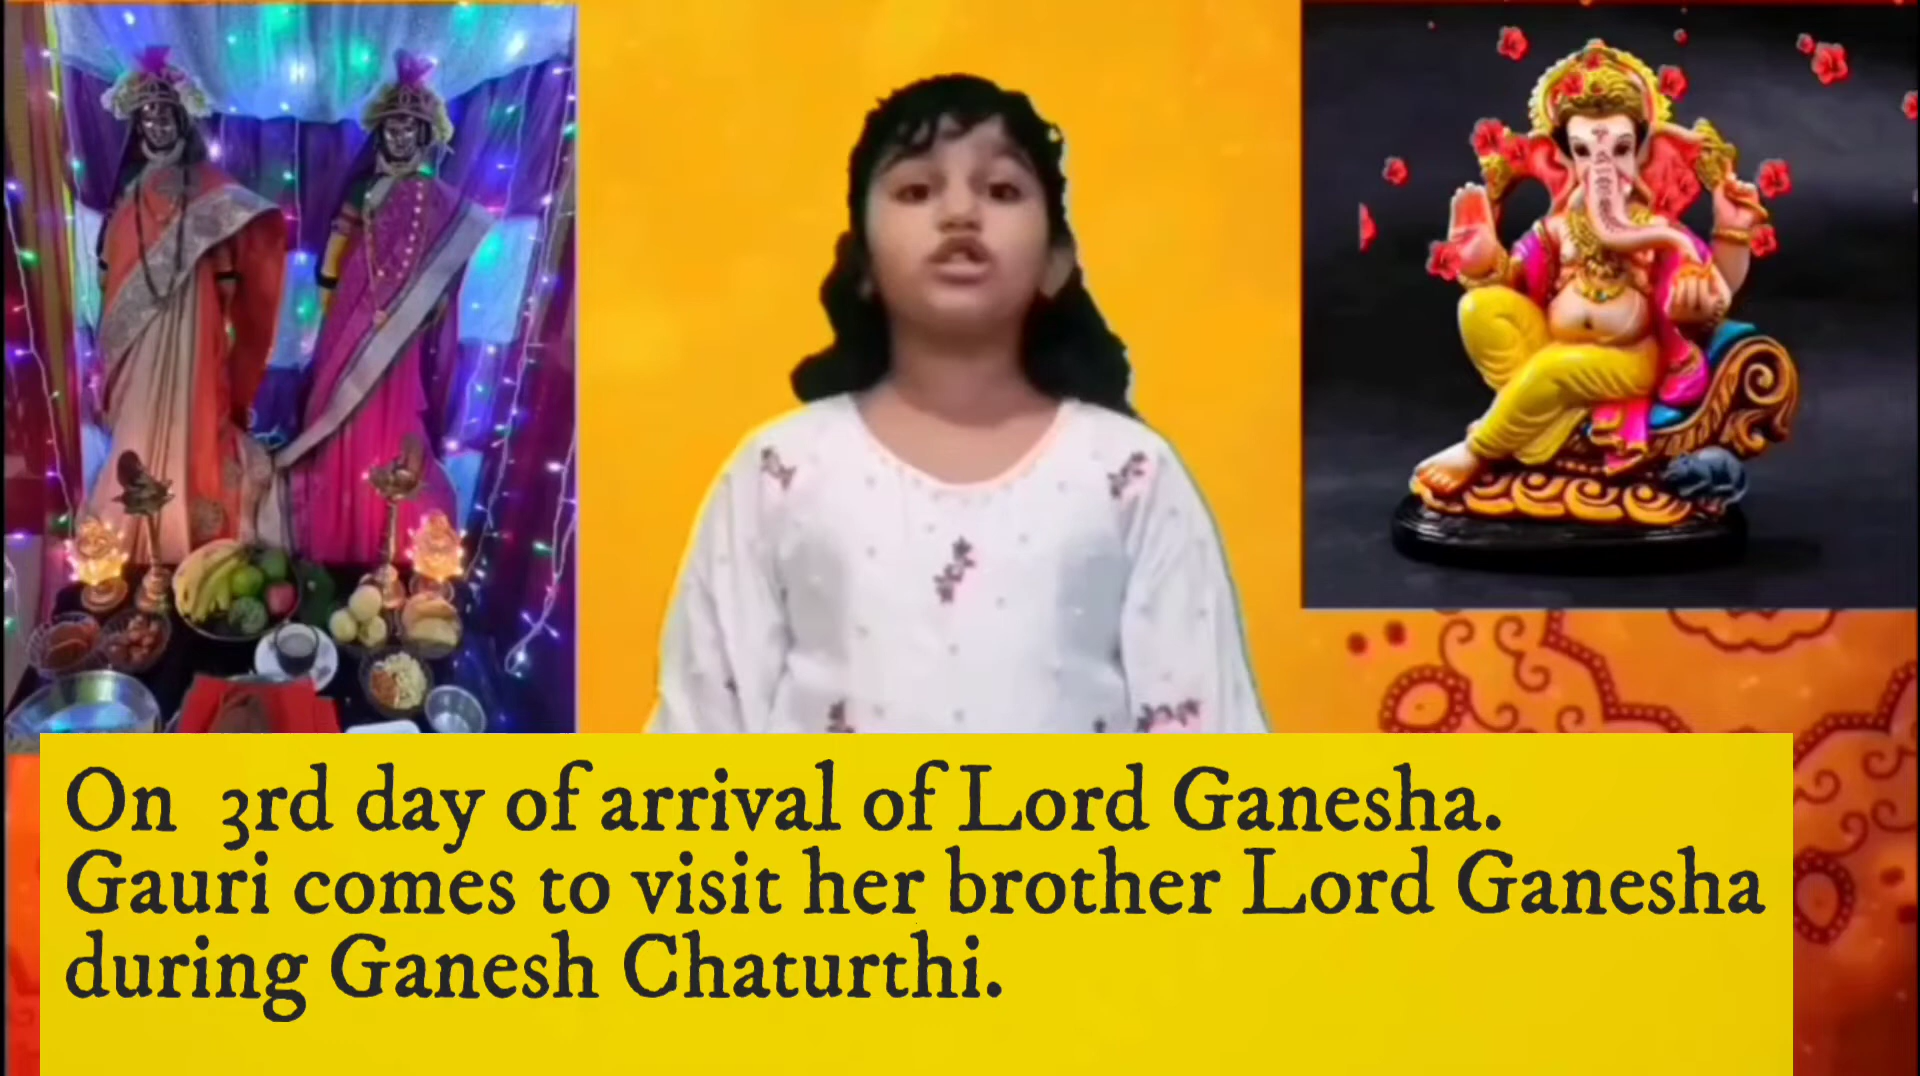 On 3rd day of arrival of Lord Ganesha.
Gauri comes to visit her brother Lord Ganesha
during Ganesh Chaturthi.